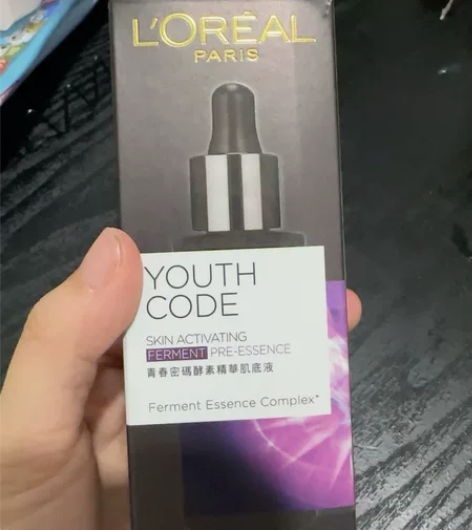 L'ORÉAL
PARIS
YOUTH
CODE
SKIN ACTIVATING
FERMENT PRE-ESSENCE
青春密碼酵素精華肌底液
Ferment Essence Complex*